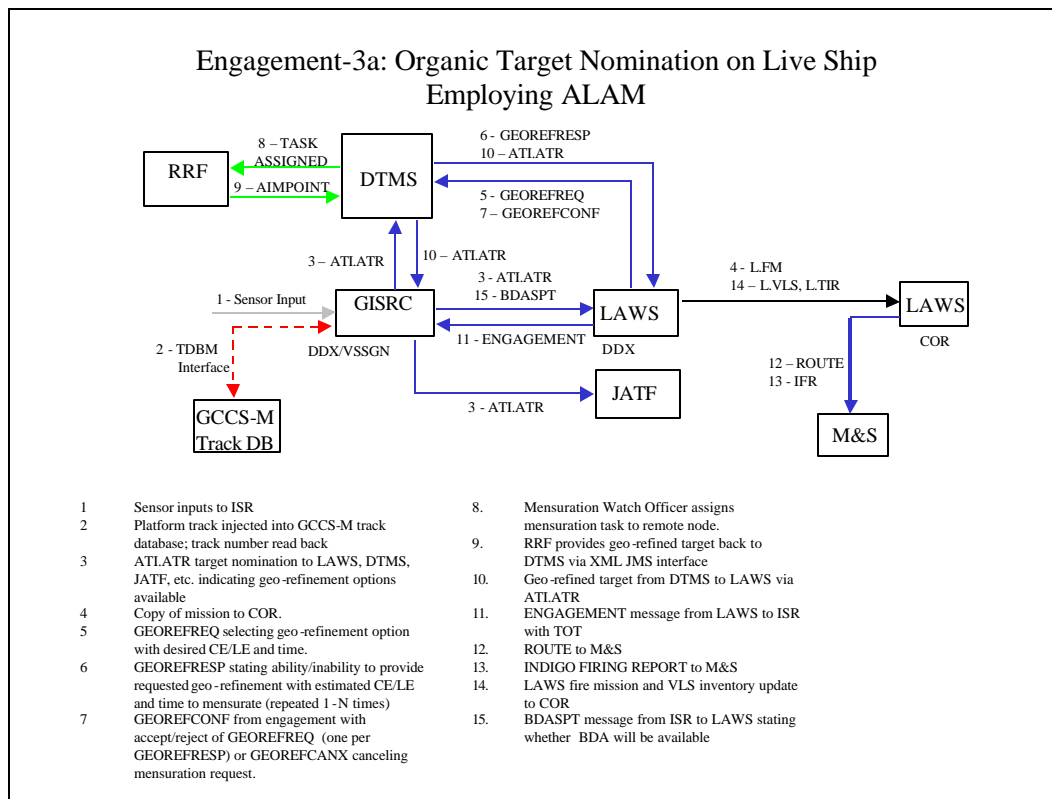 Engagement-3a: Organic Target Nomination on Live Ship
Employing ALAM
8 – TASK
ASSIGNED
RRF
9 – AIMPOINT
DTMS
6 - GEOREFRESP
10 – ATI.ATR
5 - GEOREFREQ
7 – GEOREFCONF
3 – ATI.ATR
10 – ATI.ATR
3 - ATI.ATR
15 - BDASPT
4 - L.FM
14 – L.VLS, L.TIR
1 - Sensor Input
GISRC
LAWS
LAWS
11 - ENGAGEMENT
DDX/VSSGN
DDX
COR
2 - TDBM
Interface
12 – ROUTE
13 - IFR
3 - ATI.ATR
JATF
GCCS-M
Track DB
M&S
1 Sensor inputs to ISR
2 Platform track injected into GCCS-M track
database; track number read back
3 ATI.ATR target nomination to LAWS, DTMS,
JATF, etc. indicating geo-refinement options
available
4 Copy of mission to COR.
5 GEOREFREQ selecting geo-refinement option
with desired CE/LE and time.
6 GEOREFRESP stating ability/inability to provide
requested geo-refinement with estimated CE/LE
and time to mensurate (repeated 1-N times)
7 GEOREFCONF from engagement with
accept/reject of GEOREFREQ (one per
GEOREFRESP) or GEOREFCANX canceling
mensuration request.
8. Mensuration Watch Officer assigns
mensuration task to remote node.
9. RRF provides geo-refined target back to
DTMS via XML JMS interface
10. Geo-refined target from DTMS to LAWS via
ATI.ATR
11. ENGAGEMENT message from LAWS to ISR
with TOT
12. ROUTE to M&S
13. INDIGO FIRING REPORT to M&S
14. LAWS fire mission and VLS inventory update
to COR
15. BDASPT message from ISR to LAWS stating
whether BDA will be available